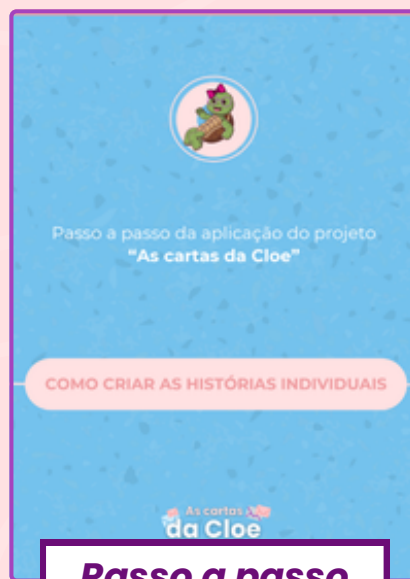 Passo a passo da aplicação do projeto
"As cartas da Cloe"
COMO CRIAR AS HISTÓRIAS INDIVIDUAIS
As cartas
da Cloe
Passo a passo